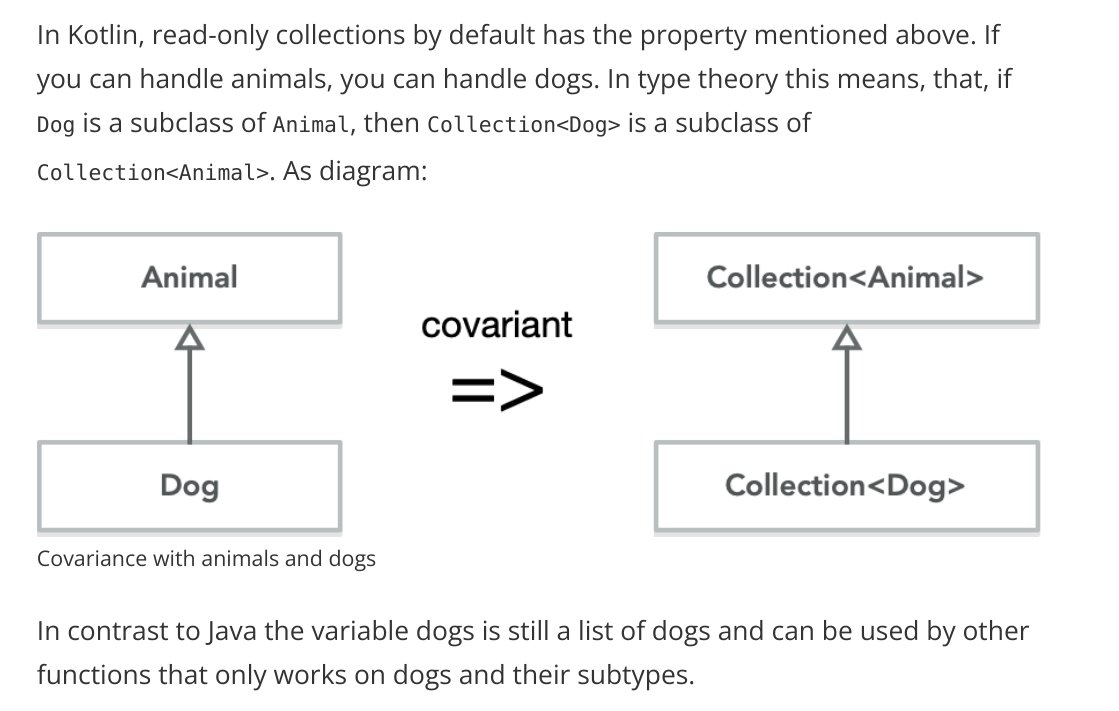 In Kotlin, read-only collections by default has the property mentioned above. If
you can handle animals, you can handle dogs. In type theory this means, that, if
Dog is a subclass of Animal, then Collection<Dog> is a subclass of
Collection<Animal>. As diagram:
Animal
Collection<Animal>
covariant
=>
Dog
Collection<Dog>
Covariance with animals and dogs
In contrast to Java the variable dogs is still a list of dogs and can be used by other
functions that only works on dogs and their subtypes.